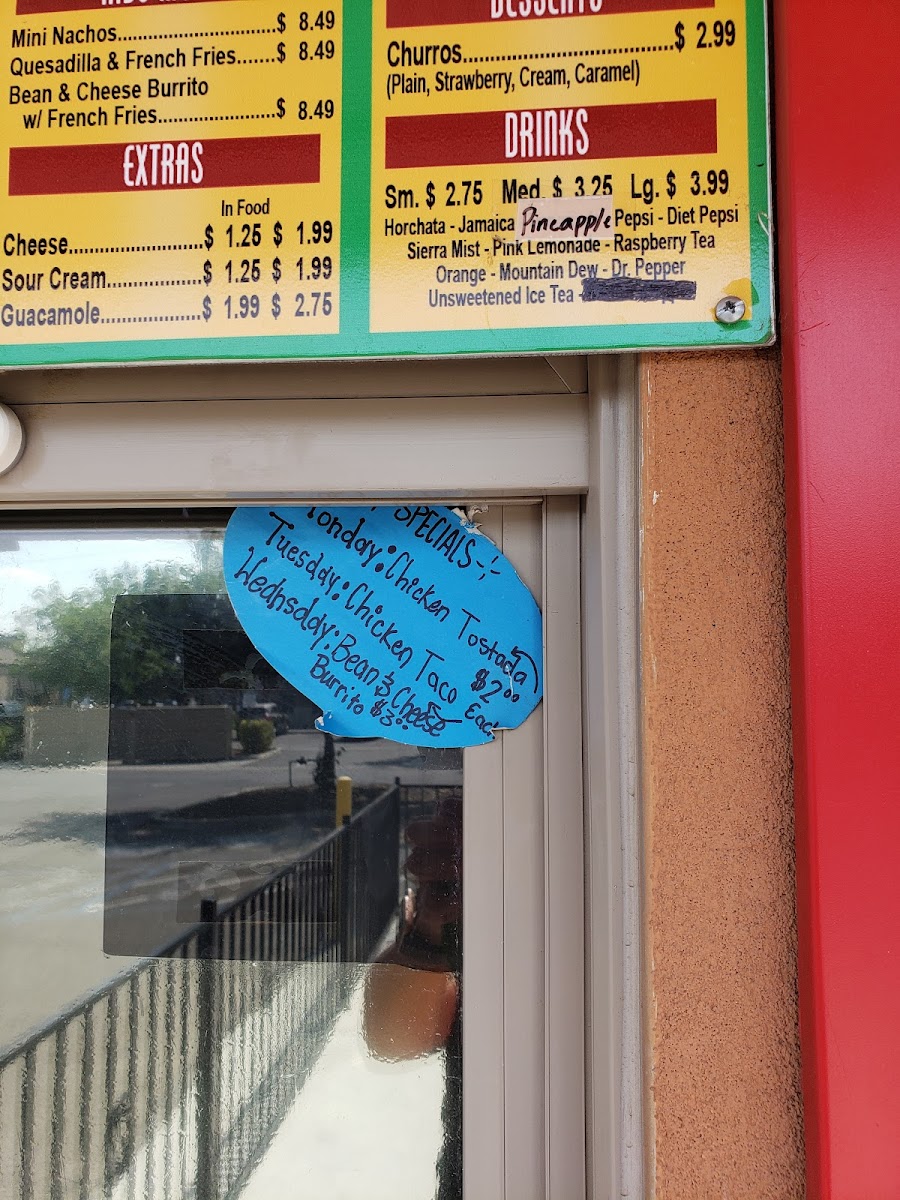 Mini Nachos..............................$ 8.49
Quesadilla & French Fries.......$ 8.49
Bean & Cheese Burrito
w/ French Fries......................$ 8.49
EXTRAS
In Food
Cheese.........................$ 1.25 $ 1.99
Sour Cream..................$ 1.25 $ 1.99
Guacamole...................$ 1.99 $ 2.75
DESSERTS
Churros.....................................$ 2.99
(Plain, Strawberry, Cream, Caramel)
DRINKS
Sm. $ 2.75 Med. $ 3.25 Lg. $ 3.99
Horchata - Jamaica Pineapple Pepsi - Diet Pepsi
Sierra Mist - Pink Lemonade - Raspberry Tea
Orange - Mountain Dew - Dr. Pepper
Unsweetened Ice Tea -
SPECIALS
Monday: Chicken Tostada
Tuesday: Chicken Taco $2.00 Each
Wednsday: Bean & Cheese
Burrito $3.00